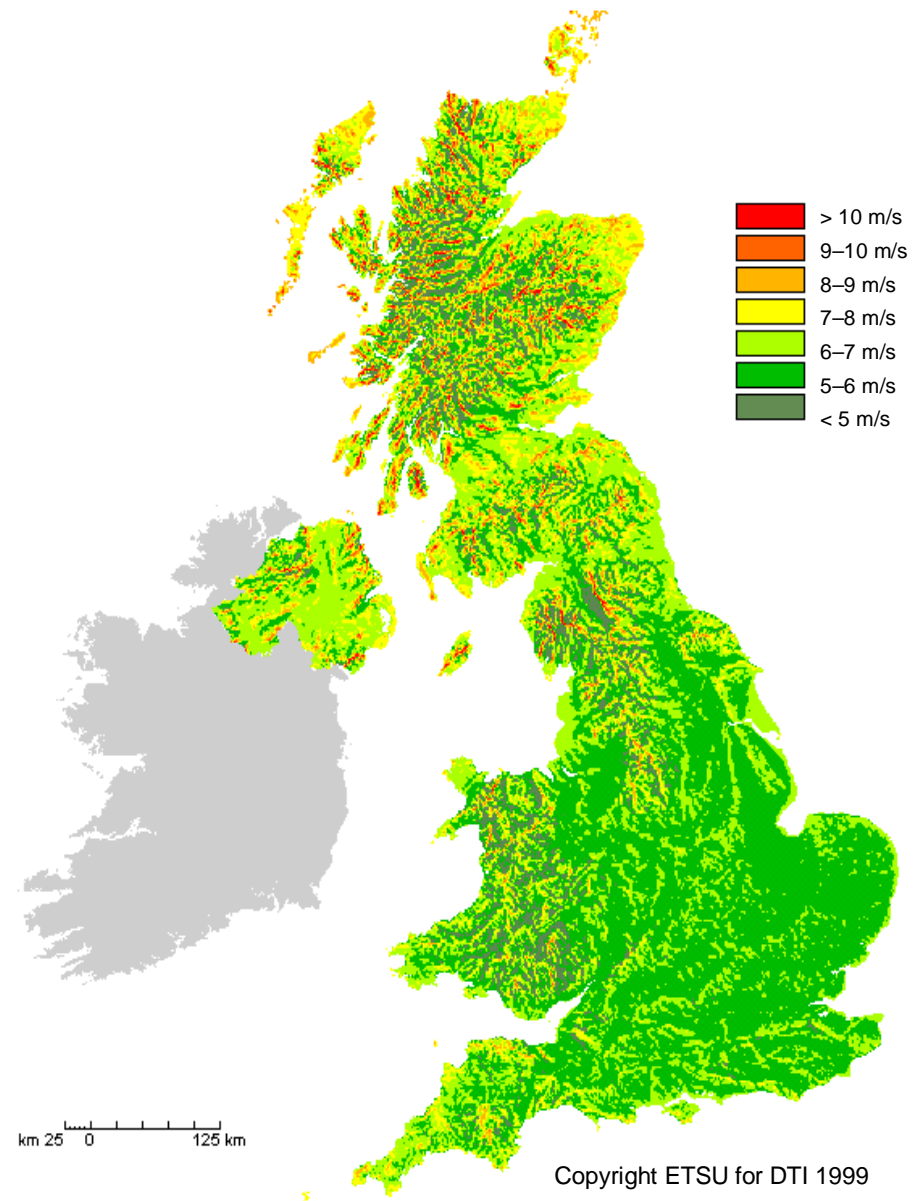 > 10 m/s
9–10 m/s
8–9 m/s
7–8 m/s
6–7 m/s
5–6 m/s
< 5 m/s
km 25 0 125 km
Copyright ETSU for DTI 1999